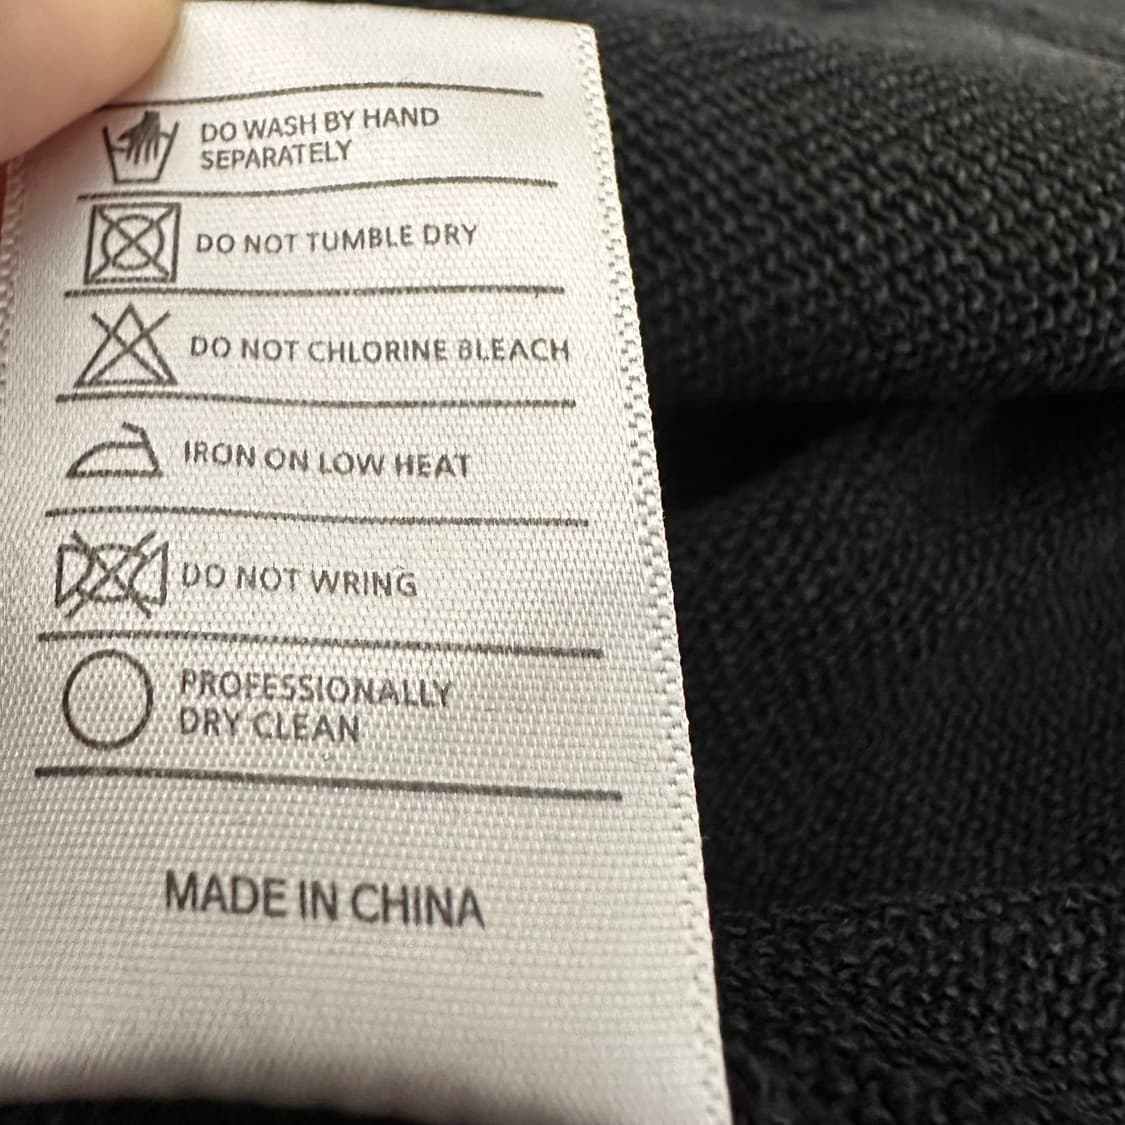 DO WASH BY HAND
SEPARATELY
DO NOT TUMBLE DRY
DO NOT CHLORINE BLEACH
IRON ON LOW HEAT
DO NOT WRING
PROFESSIONALLY
DRY CLEAN
MADE IN CHINA